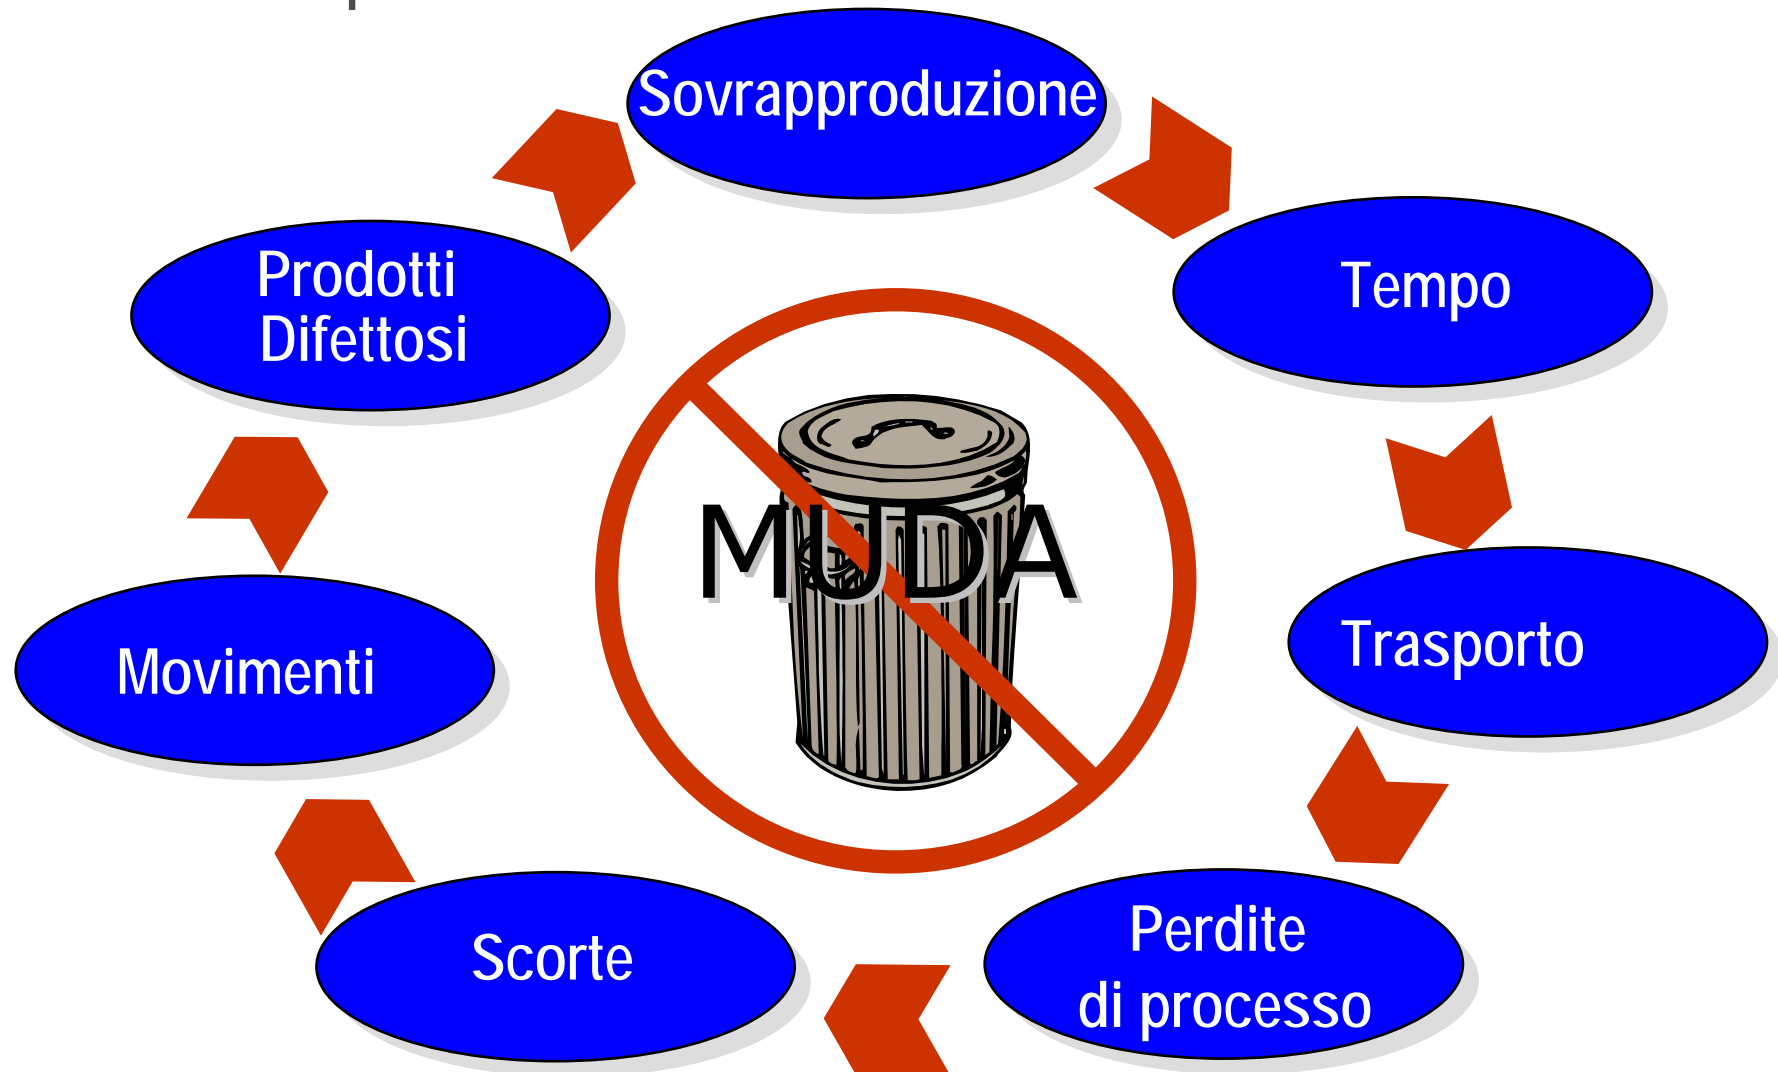 Sovrapproduzione
Tempo
Trasporto
Perdite
di processo
Scorte
Movimenti
Prodotti
Difettosi
MUDA